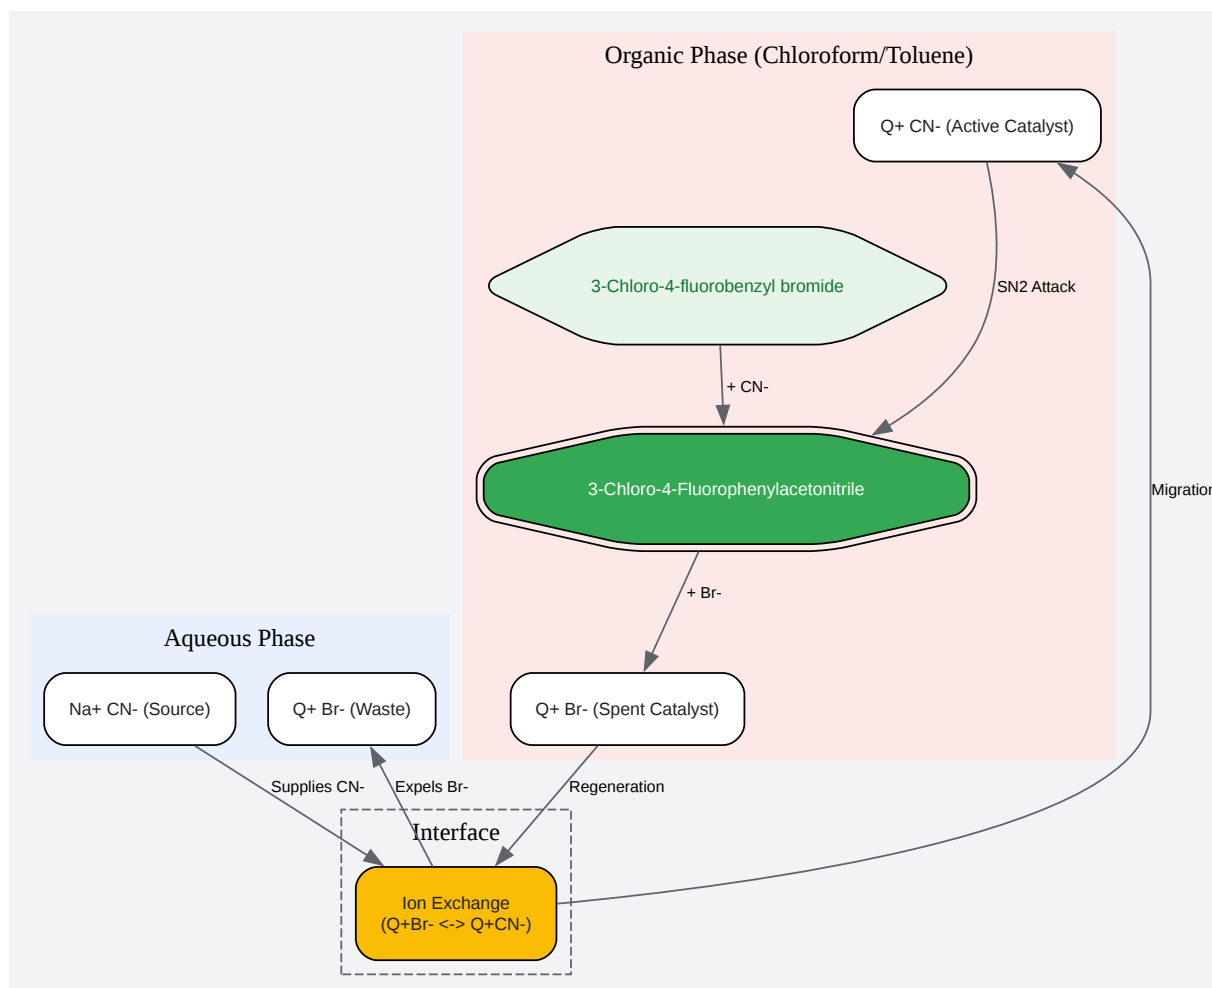 Organic Phase (Chloroform/Toluene)
Q+ CN- (Active Catalyst)
3-Chloro-4-fluorobenzyl bromide
SN2 Attack
+ CN-
3-Chloro-4-Fluorophenylacetonitrile
Migration
+ Br-
Aqueous Phase
Na+ CN- (Source)
Q+ Br- (Waste)
Q+ Br- (Spent Catalyst)
Supplies CN-
Expels Br-
Regeneration
Interface
Ion Exchange
(Q+Br- <-> Q+CN-)